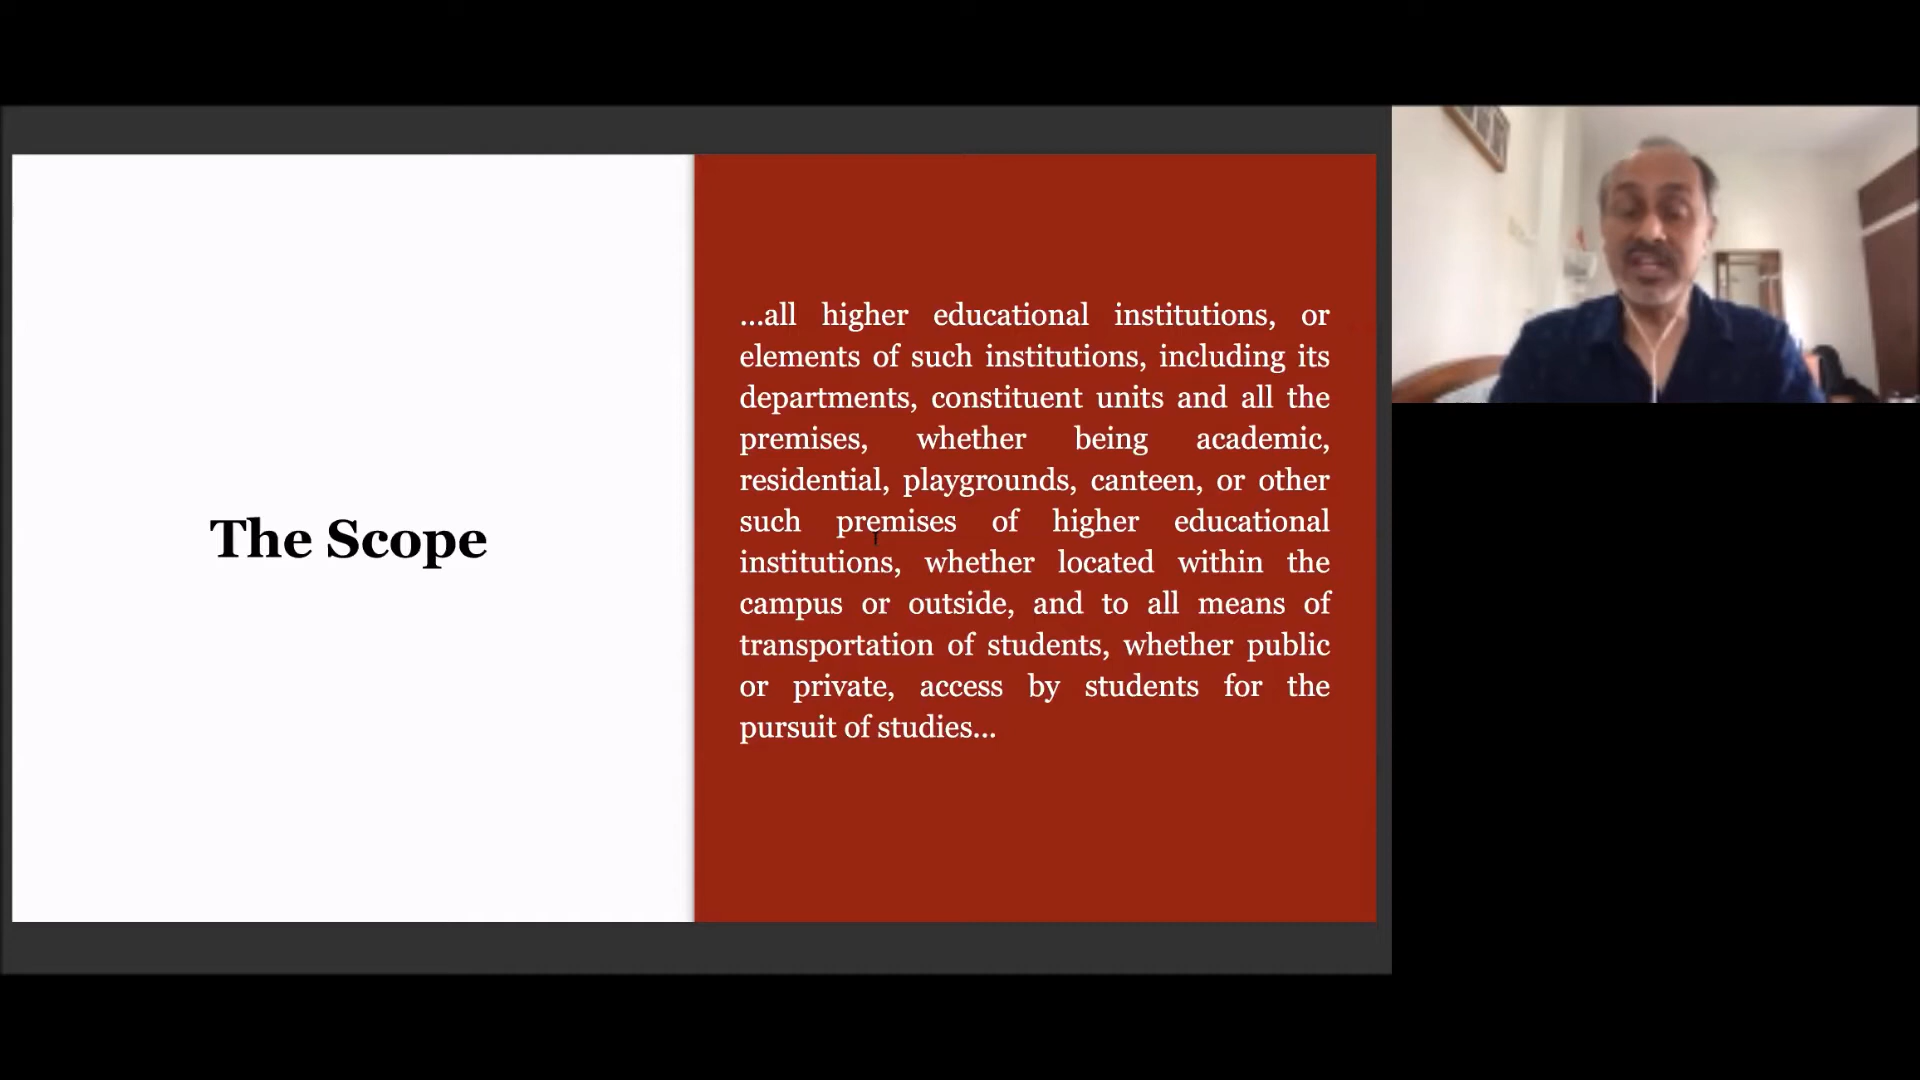 The Scope
...all higher educational institutions, or
elements of such institutions, including its
departments, constituent units and all the
premises, whether being academic,
residential, playgrounds, canteen, or other
such premises of higher educational
institutions, whether located within the
campus or outside, and to all means of
transportation of students, whether public
or private, access by students for the
pursuit of studies...